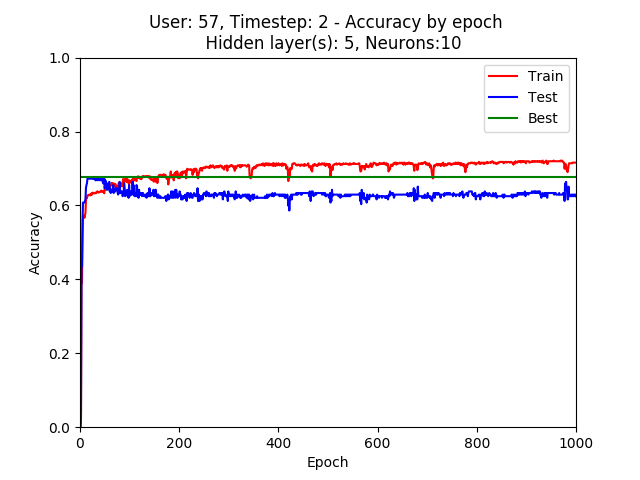 User: 57, Timestep: 2 - Accuracy by epoch
Hidden layer(s): 5, Neurons:10
1.0
0.8
0.6
0.4
0.2
0.0
Accuracy
Train
Test
Best
0 200 400 600 800 1000
Epoch